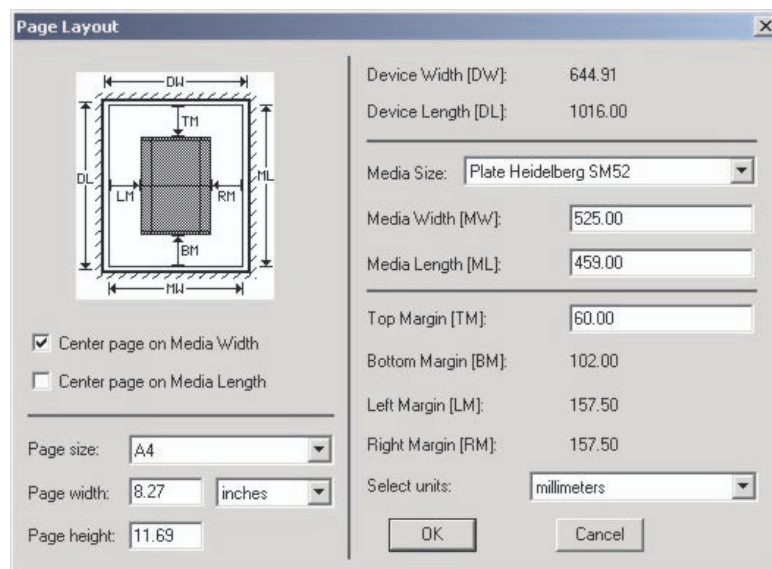 Page Layout
DW
TM
DL
ML
LM
RM
BM
MW
Center page on Media Width
Center page on Media Length
Page size: A4
Page width: 8.27 inches
Page height: 11.69
Device Width [DW]: 644.91
Device Length [DL]: 1016.00
Media Size: Plate Heidelberg SM52
Media Width [MW]: 525.00
Media Length [ML]: 459.00
Top Margin [TM]: 60.00
Bottom Margin [BM]: 102.00
Left Margin [LM]: 157.50
Right Margin [RM]: 157.50
Select units: millimeters
OK Cancel